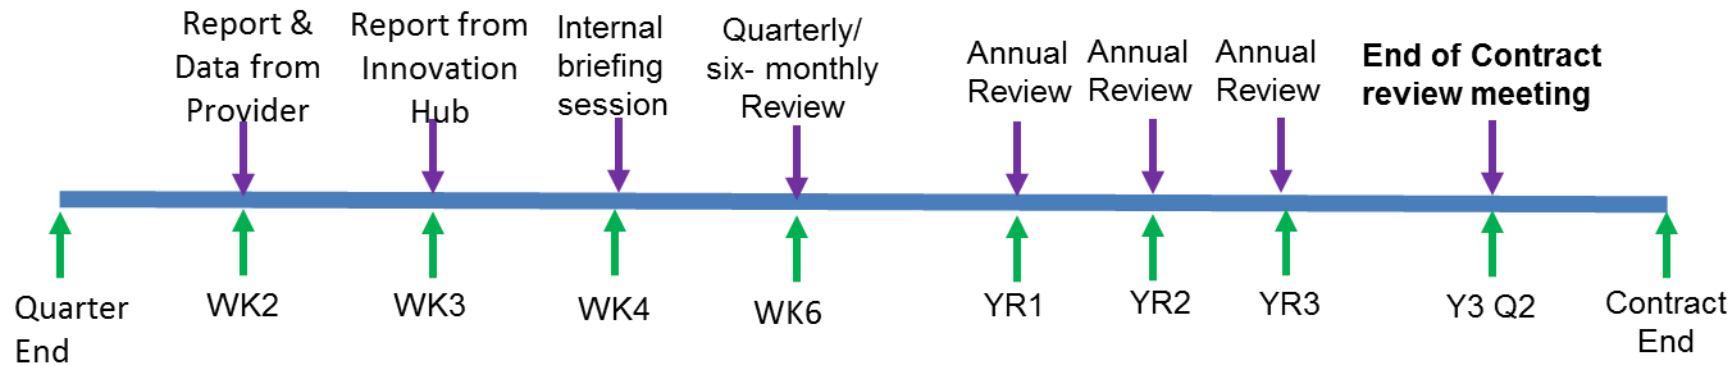 Report &
Data from
Provider
Report from
Innovation
Hub
Internal
briefing
session
Quarterly/
six- monthly
Review
Annual
Review
Annual
Review
Annual
Review
End of Contract
review meeting
Quarter
End
WK2
WK3
WK4
WK6
YR1
YR2
YR3
Y3 Q2
Contract
End